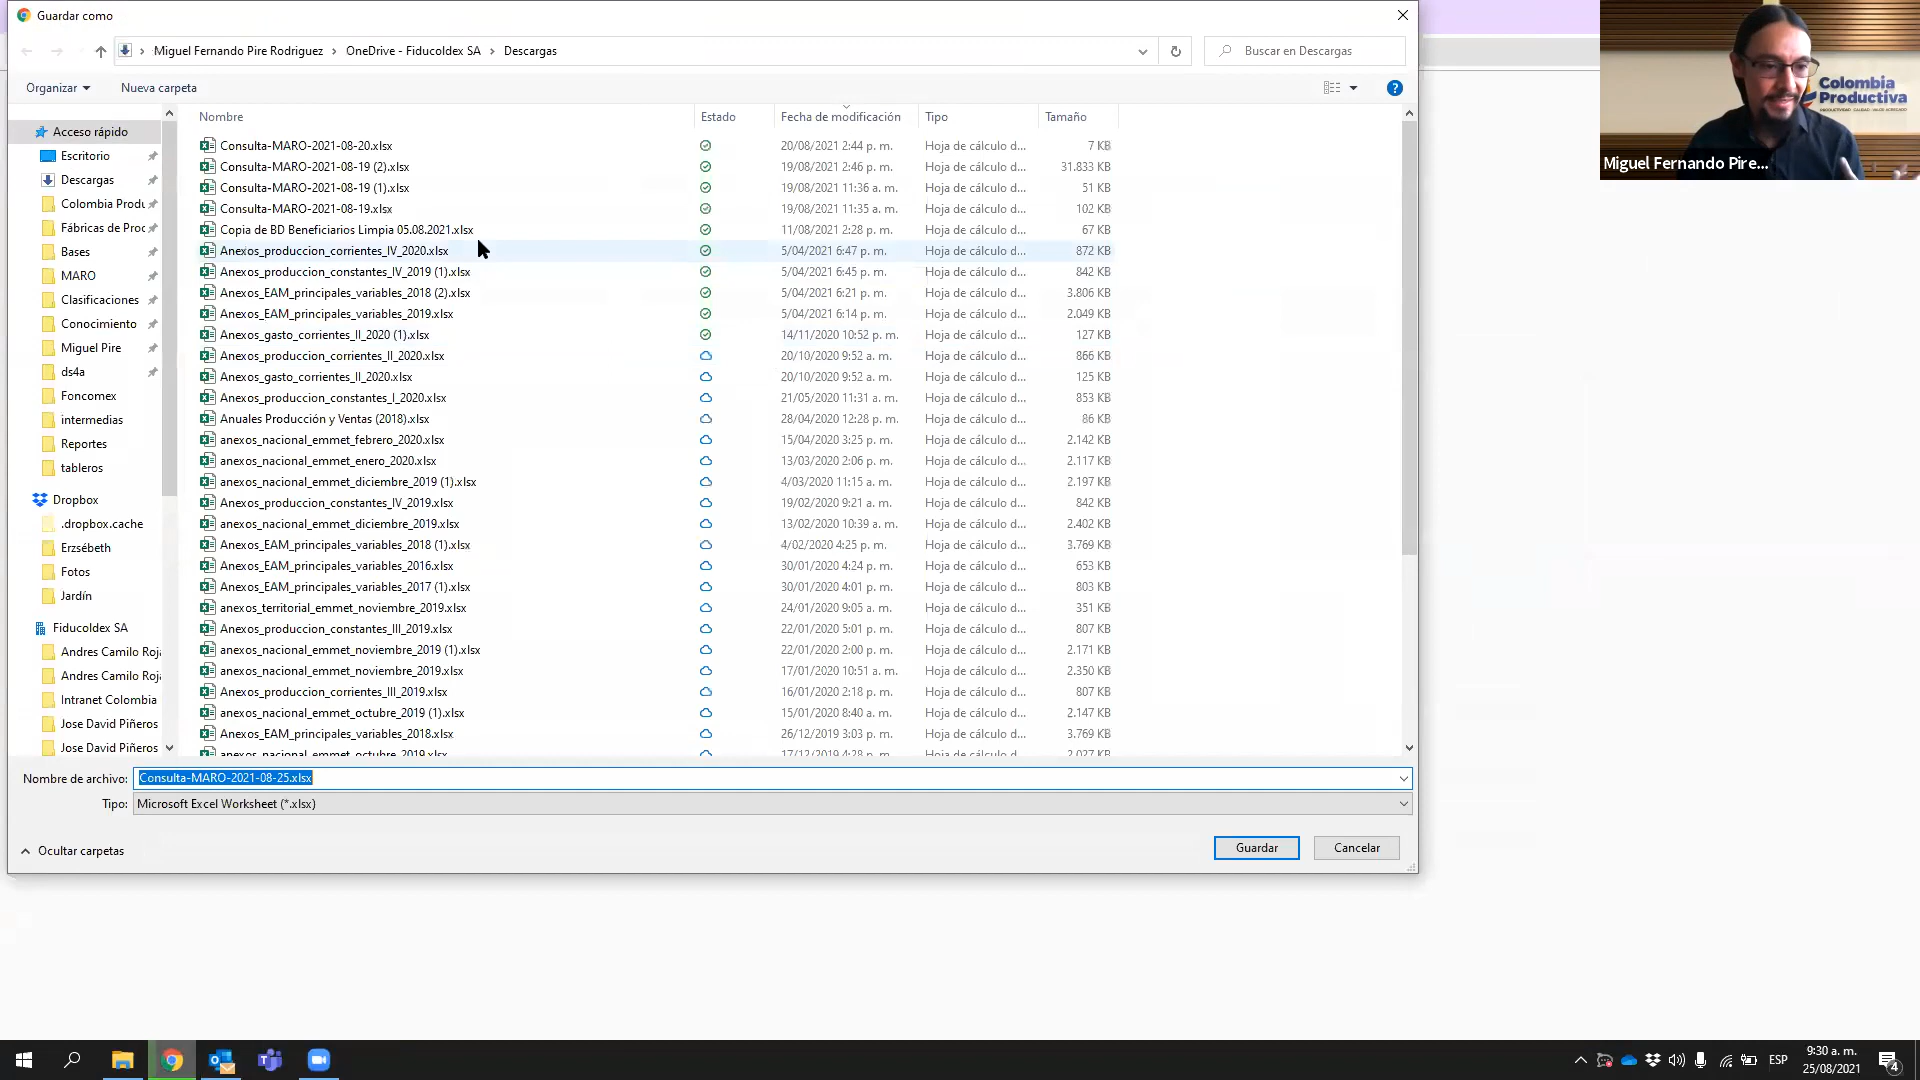 Guardar como
Miguel Fernando Pire Rodriguez > OneDrive - Fiducoldex SA > Descargas
Buscar en Descargas
Organizar
Nueva carpeta
Acceso rápido
Escritorio
Descargas
Colombia Produ
Fábricas de Proc
Bases
MARO
Clasificaciones
Conocimiento
Miguel Pire
ds4a
Foncomex
intermedias
Reportes
tableros
Dropbox
.dropbox.cache
Erzsébeth
Fotos
Jardín
Fiducoldex SA
Andres Camilo Roja
Andres Camilo Roja
Intranet Colombia
Jose David Piñeros
Jose David Piñeros
Nombre Estado Fecha de modificación Tipo Tamaño
Consulta-MARO-2021-08-20.xlsx 20/08/2021 2:44 p. m. Hoja de cálculo d... 7 KB
Consulta-MARO-2021-08-19 (2).xlsx 19/08/2021 2:46 p. m. Hoja de cálculo d... 31.833 KB
Consulta-MARO-2021-08-19 (1).xlsx 19/08/2021 11:36 a. m. Hoja de cálculo d... 51 KB
Consulta-MARO-2021-08-19.xlsx 19/08/2021 11:35 a. m. Hoja de cálculo d... 102 KB
Copia de BD Beneficiarios Limpia 05.08.2021.xlsx 11/08/2021 2:28 p. m. Hoja de cálculo d... 67 KB
Anexos_produccion_corrientes_IV_2020.xlsx 5/04/2021 6:47 p. m. Hoja de cálculo d... 872 KB
Anexos_produccion_constantes_IV_2019 (1).xlsx 5/04/2021 6:45 p. m. Hoja de cálculo d... 842 KB
Anexos_EAM_principales_variables_2018 (2).xlsx 5/04/2021 6:21 p. m. Hoja de cálculo d... 3.806 KB
Anexos_EAM_principales_variables_2019.xlsx 5/04/2021 6:14 p. m. Hoja de cálculo d... 2.049 KB
Anexos_gasto_corrientes_II_2020 (1).xlsx 14/11/2020 10:52 p. m. Hoja de cálculo d... 127 KB
Anexos_produccion_corrientes_II_2020.xlsx 20/10/2020 9:52 a. m. Hoja de cálculo d... 866 KB
Anexos_gasto_corrientes_II_2020.xlsx 20/10/2020 9:52 a. m. Hoja de cálculo d... 125 KB
Anexos_produccion_constantes_I_2020.xlsx 21/05/2020 11:31 a. m. Hoja de cálculo d... 853 KB
Anuales Producción y Ventas (2018).xlsx 28/04/2020 12:28 p. m. Hoja de cálculo d... 86 KB
anexos_nacional_emmet_febrero_2020.xlsx 15/04/2020 3:25 p. m. Hoja de cálculo d... 2.142 KB
anexos_nacional_emmet_enero_2020.xlsx 13/03/2020 2:06 p. m. Hoja de cálculo d... 2.117 KB
anexos_nacional_emmet_diciembre_2019 (1).xlsx 4/03/2020 11:15 a. m. Hoja de cálculo d... 2.197 KB
Anexos_produccion_constantes_IV_2019.xlsx 19/02/2020 9:21 a. m. Hoja de cálculo d... 842 KB
anexos_nacional_emmet_diciembre_2019.xlsx 13/02/2020 10:39 a. m. Hoja de cálculo d... 2.402 KB
Anexos_EAM_principales_variables_2018 (1).xlsx 4/02/2020 4:25 p. m. Hoja de cálculo d... 3.769 KB
Anexos_EAM_principales_variables_2016.xlsx 30/01/2020 4:24 p. m. Hoja de cálculo d... 653 KB
Anexos_EAM_principales_variables_2017 (1).xlsx 30/01/2020 4:01 p. m. Hoja de cálculo d... 803 KB
anexos_territorial_emmet_noviembre_2019.xlsx 24/01/2020 9:05 a. m. Hoja de cálculo d... 351 KB
Anexos_produccion_constantes_III_2019.xlsx 22/01/2020 5:01 p. m. Hoja de cálculo d... 807 KB
anexos_nacional_emmet_noviembre_2019 (1).xlsx 22/01/2020 2:00 p. m. Hoja de cálculo d... 2.171 KB
anexos_nacional_emmet_noviembre_2019.xlsx 17/01/2020 10:51 a. m. Hoja de cálculo d... 2.350 KB
Anexos_produccion_corrientes_III_2019.xlsx 16/01/2020 2:18 p. m. Hoja de cálculo d... 807 KB
anexos_nacional_emmet_octubre_2019 (1).xlsx 15/01/2020 8:40 a. m. Hoja de cálculo d... 2.147 KB
Anexos_EAM_principales_variables_2018.xlsx 26/12/2019 3:03 p. m. Hoja de cálculo d... 3.769 KB
anexos_nacional_emmet_octubre_2019.xlsx 17/12/2019 4:28 p. m. Hoja de cálculo d... 2.027 KB
Nombre de archivo: Consulta-MARO-2021-08-25.xlsx
Tipo: Microsoft Excel Worksheet (*.xlsx)
Ocultar carpetas
Guardar
Cancelar
Colombia
Productiva
Miguel Fernando Pire...
ESP
9:30 a. m.
25/08/2021
4